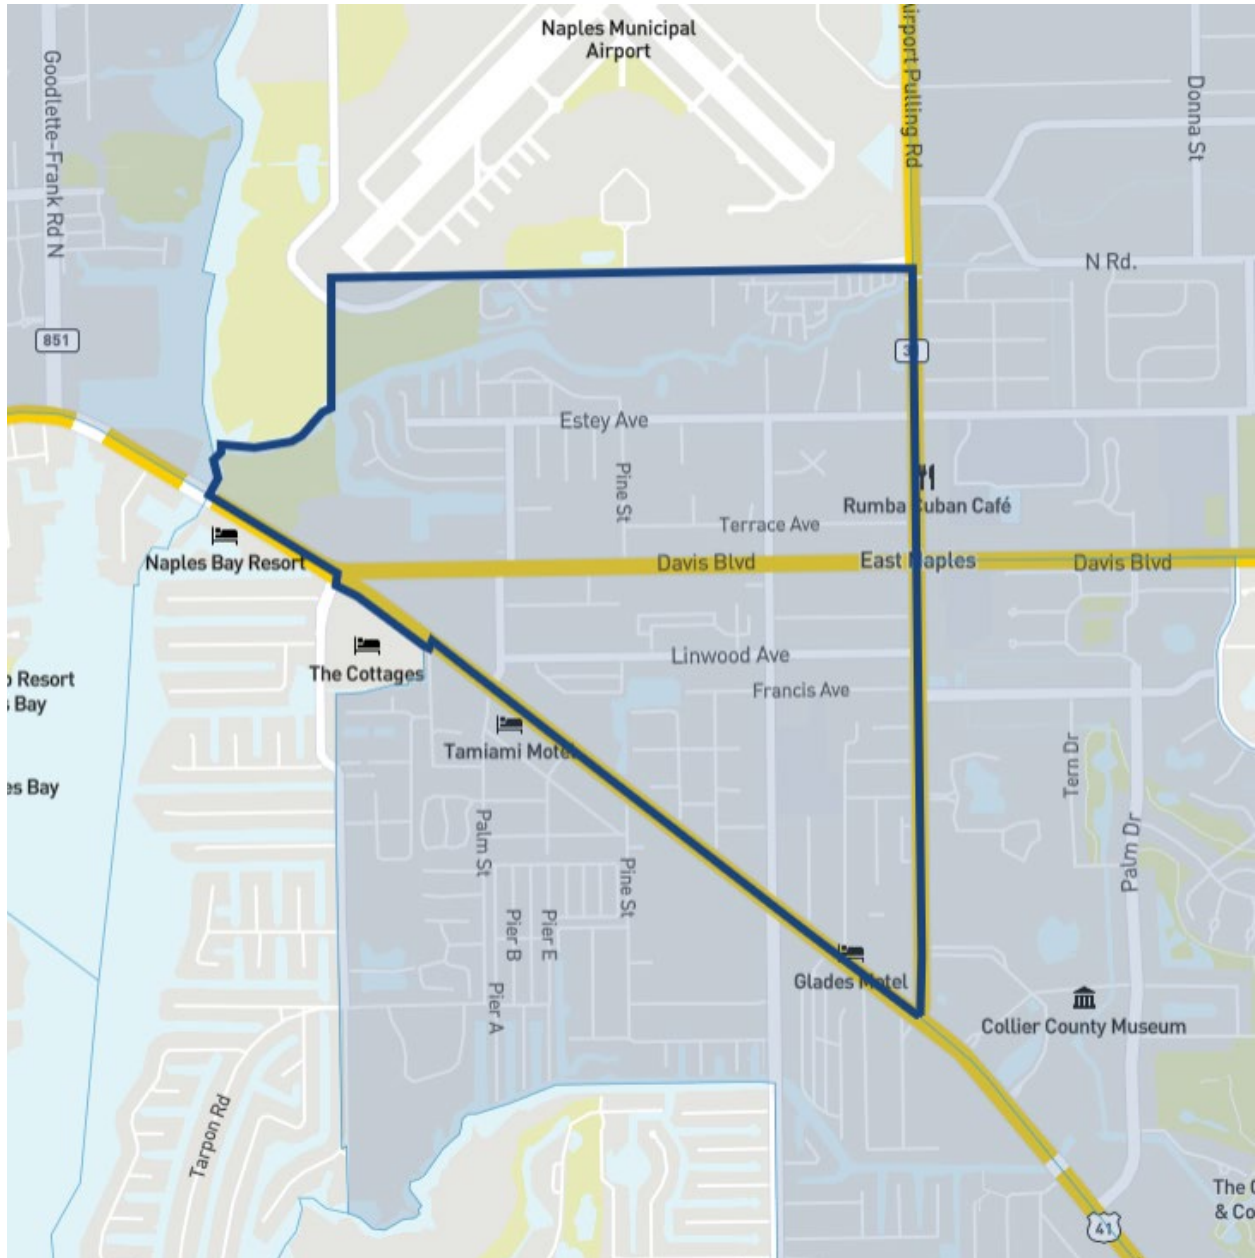 Naples Municipal
Airport
Airport Pulling Rd
Goodlette-Frank Rd N
Donna St
N Rd.
851
Estey Ave
Pine St
Rumba Cuban Café
Terrace Ave
Naples Bay Resort
Davis Blvd
East Naples
Davis Blvd
The Cottages
Linwood Ave
Francis Ave
Resort
Bay
Tamiami Motel
Tern Dr
es Bay
Palm St
Palm Dr
Pine St
Pier B
Pier E
Glades Motel
Pier A
Collier County Museum
Tarpon Rd
The
& Co
41